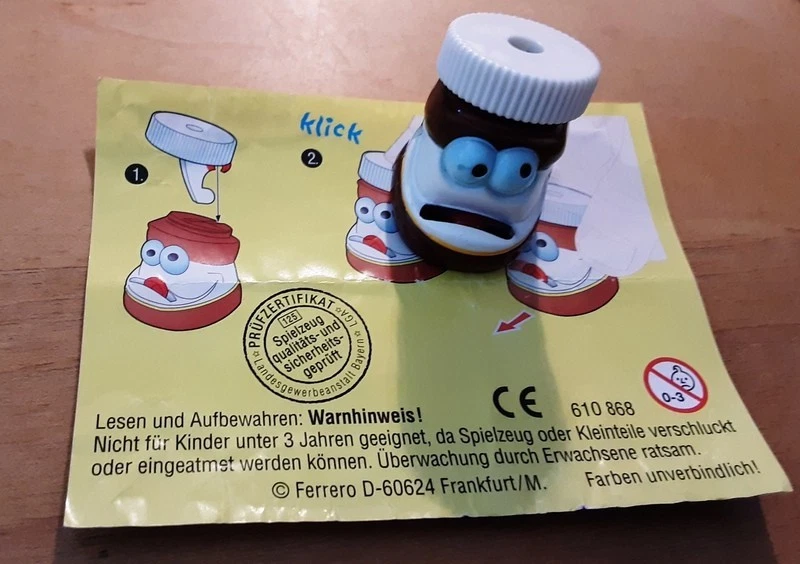 klick
1.
2.
PRÜFZERTIFIKAT
LGA
125
Spielzeug
qualitäts-und
sicherheits-
geprüft
Landesgewerbeanstalt Bayern
CE
610 868
0-3
Lesen und Aufbewahren: Warnhinweis!
Nicht für Kinder unter 3 Jahren geeignet, da Spielzeug oder Kleinteile verschluckt
oder eingeatmet werden können. Überwachung durch Erwachsene ratsam.
© Ferrero D-60624 Frankfurt/M. Farben unverbindlich!